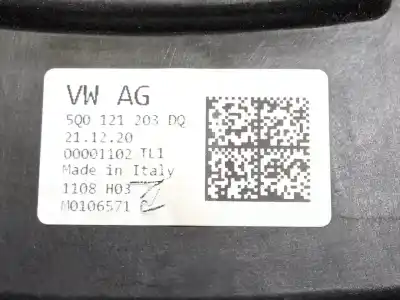 VW AG
5Q0 121 203 DQ
21.12.20
00001102 TL1
Made in Italy
1108 H03
M0106571